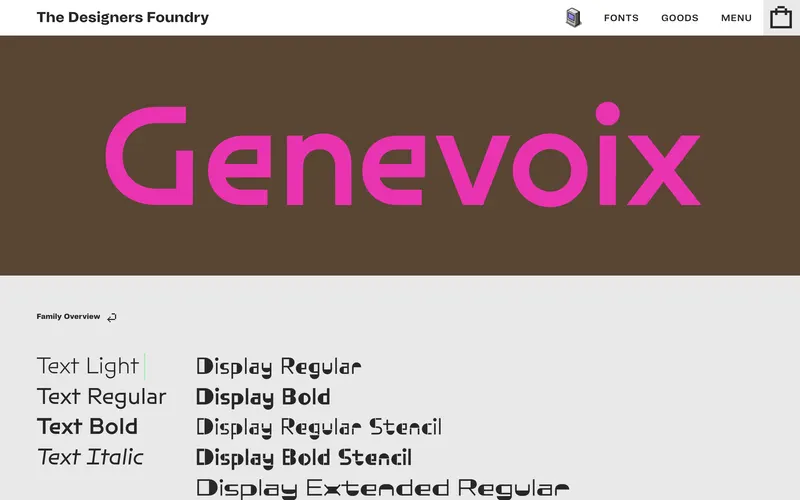 The Designers Foundry
FONTS GOODS MENU
Genevoix
Family Overview
Text Light
Text Regular
Text Bold
Text Italic
Display Regular
Display Bold
Display Regular Stencil
Display Bold Stencil
Display Extended Regular